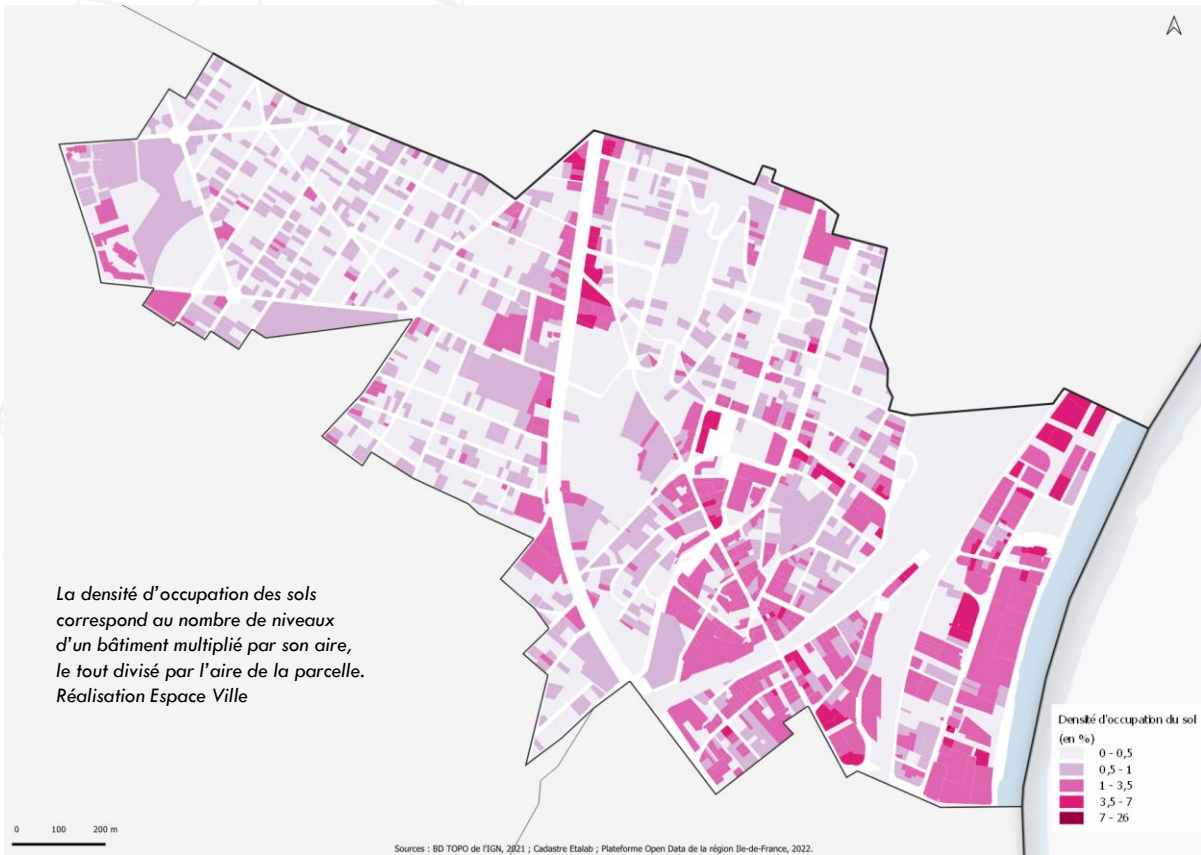 La densité d'occupation des sols
correspond au nombre de niveaux
d'un bâtiment multiplié par son aire,
le tout divisé par l'aire de la parcelle.
Réalisation Espace Ville
Densité d'occupation du sol
(en %)
0 - 0,5
0,5 - 1
1 - 3,5
3,5 - 7
7 - 26
0 100 200 m
Sources : BD TOPO de l'IGN, 2021 ; Cadastre Etalab ; Plateforme Open Data de la région Ile-de-France, 2022.